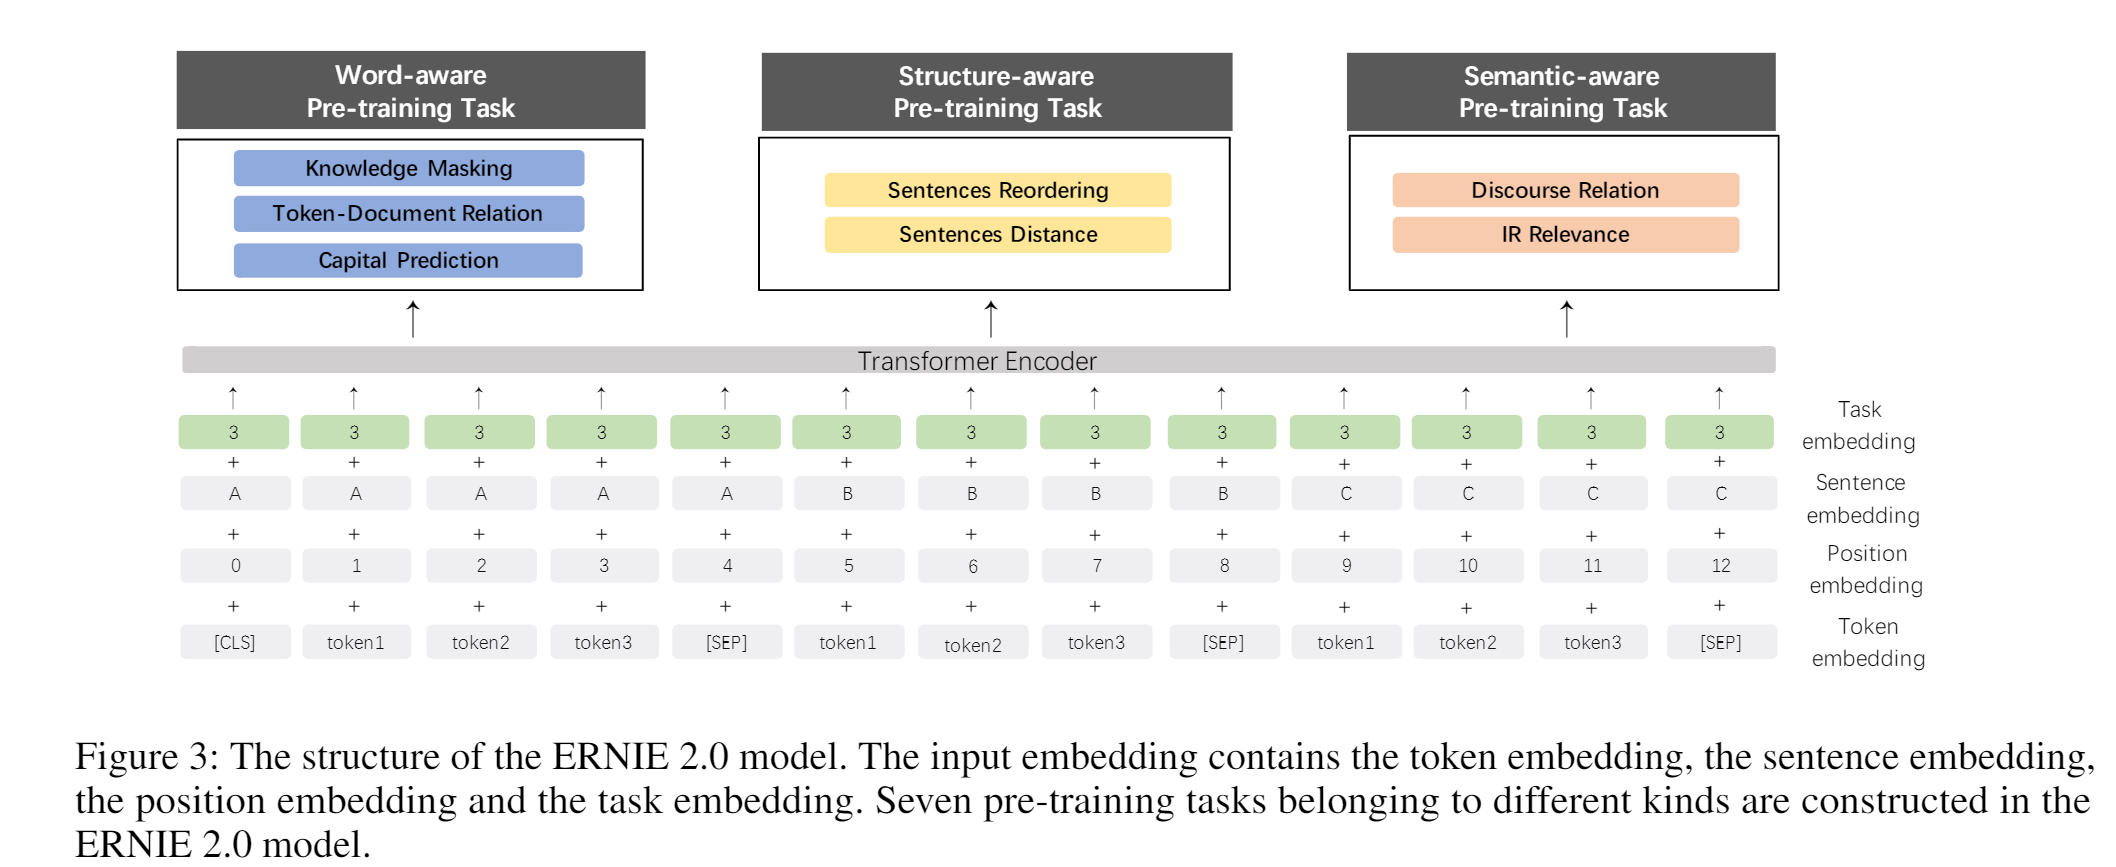 Word-aware
Pre-training Task
Structure-aware
Pre-training Task
Semantic-aware
Pre-training Task
Knowledge Masking
Token-Document Relation
Capital Prediction
Sentences Reordering
Sentences Distance
Discourse Relation
IR Relevance
Transformer Encoder
3 3 3 3 3 3 3 3 3 3 3 3 3
Task
embedding
+ + + + + + + + + + + + +
A A A A A B B B B C C C C
Sentence
embedding
+ + + + + + + + + + + + +
0 1 2 3 4 5 6 7 8 9 10 11 12
Position
embedding
+ + + + + + + + + + + + +
[CLS] token1 token2 token3 [SEP] token1 token2 token3 [SEP] token1 token2 token3 [SEP]
Token
embedding
Figure 3: The structure of the ERNIE 2.0 model. The input embedding contains the token embedding, the sentence embedding,
the position embedding and the task embedding. Seven pre-training tasks belonging to different kinds are constructed in the
ERNIE 2.0 model.